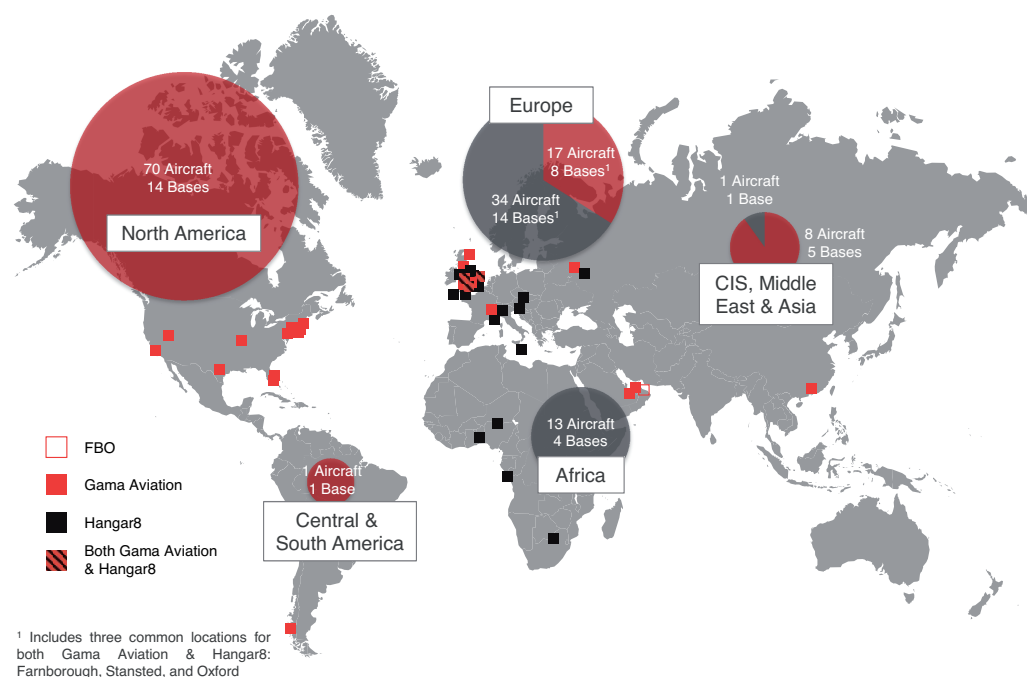 70 Aircraft
14 Bases
North America
Europe
17 Aircraft
8 Bases¹
34 Aircraft
14 Bases¹
1 Aircraft
1 Base
8 Aircraft
5 Bases
CIS, Middle
East & Asia
13 Aircraft
4 Bases
Africa
1 Aircraft
1 Base
Central &
South America
FBO
Gama Aviation
Hangar8
Both Gama Aviation
& Hangar8
¹ Includes three common locations for
both Gama Aviation & Hangar8:
Farnborough, Stansted, and Oxford